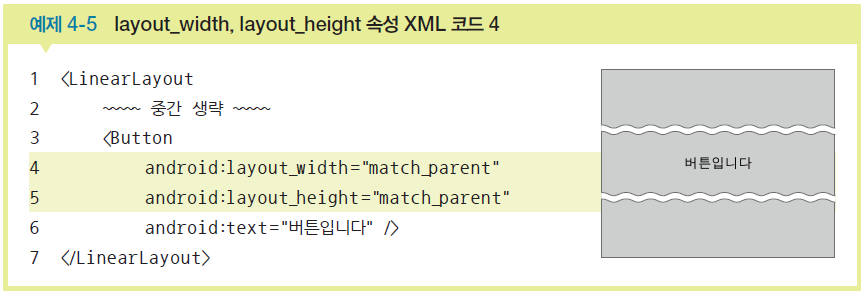 예제 4-5 layout_width, layout_height 속성 XML 코드 4
1 <LinearLayout
2 ~~~~ 중간 생략 ~~~~
3 <Button
4 android:layout_width="match_parent"
5 android:layout_height="match_parent"
6 android:text="버튼입니다" />
7 </LinearLayout>
버튼입니다